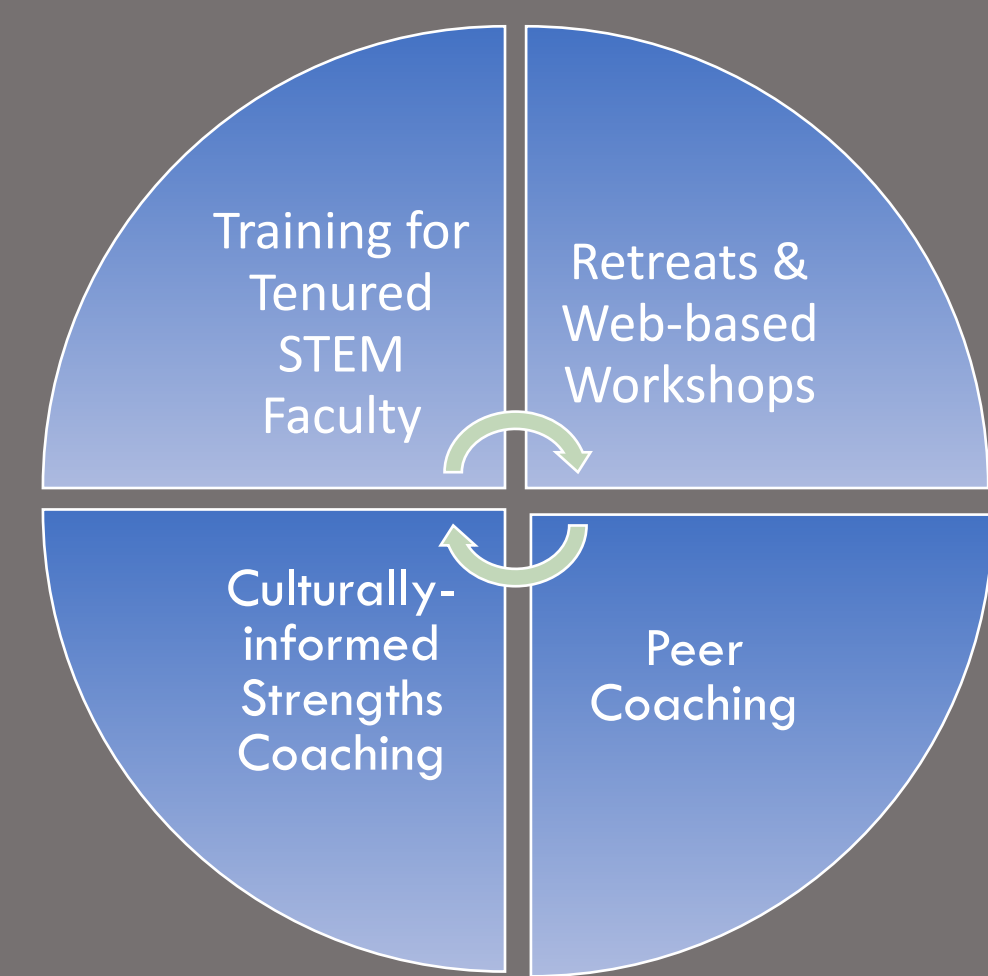 Training for
Tenured
STEM
Faculty
Retreats &
Web-based
Workshops
Culturally-
informed
Strengths
Coaching
Peer
Coaching